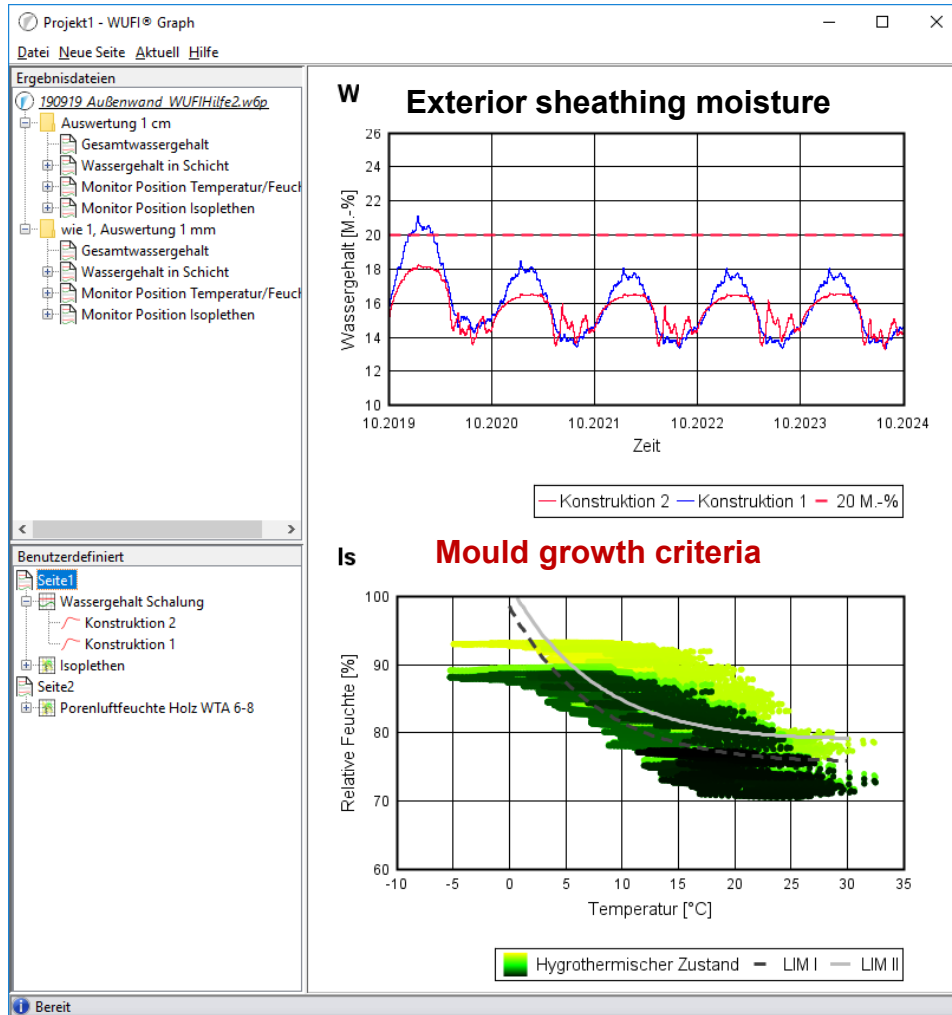 Projekt1 - WUFI® Graph
Datei Neue Seite Aktuell Hilfe
Ergebnisdateien
190919 Außenwand WUFIHilfe2.w6p
Auswertung 1 cm
Gesamtwassergehalt
Wassergehalt in Schicht
Monitor Position Temperatur/Feuch
Monitor Position Isoplethen
wie 1, Auswertung 1 mm
Gesamtwassergehalt
Wassergehalt in Schicht
Monitor Position Temperatur/Feuch
Monitor Position Isoplethen
Benutzerdefiniert
Seite1
Wassergehalt Schalung
Konstruktion 2
Konstruktion 1
Isoplethen
Seite2
Porenluftfeuchte Holz WTA 6-8
W Exterior sheathing moisture
Wassergehalt [M.-%]
26
24
22
20
18
16
14
12
10
10.2019 10.2020 10.2021 10.2022 10.2023 10.2024
Zeit
Konstruktion 2 Konstruktion 1 20 M.-%
Is Mould growth criteria
Relative Feuchte [%]
100
90
80
70
60
-10 -5 0 5 10 15 20 25 30 35
Temperatur [°C]
Hygrothermischer Zustand LIM I LIM II
Bereit